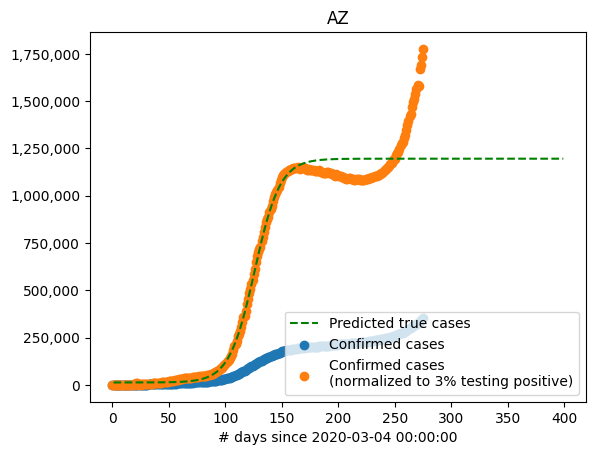 AZ
1,750,000
1,500,000
1,250,000
1,000,000
750,000
500,000
250,000
0
Predicted true cases
Confirmed cases
Confirmed cases
(normalized to 3% testing positive)
0 50 100 150 200 250 300 350 400
# days since 2020-03-04 00:00:00